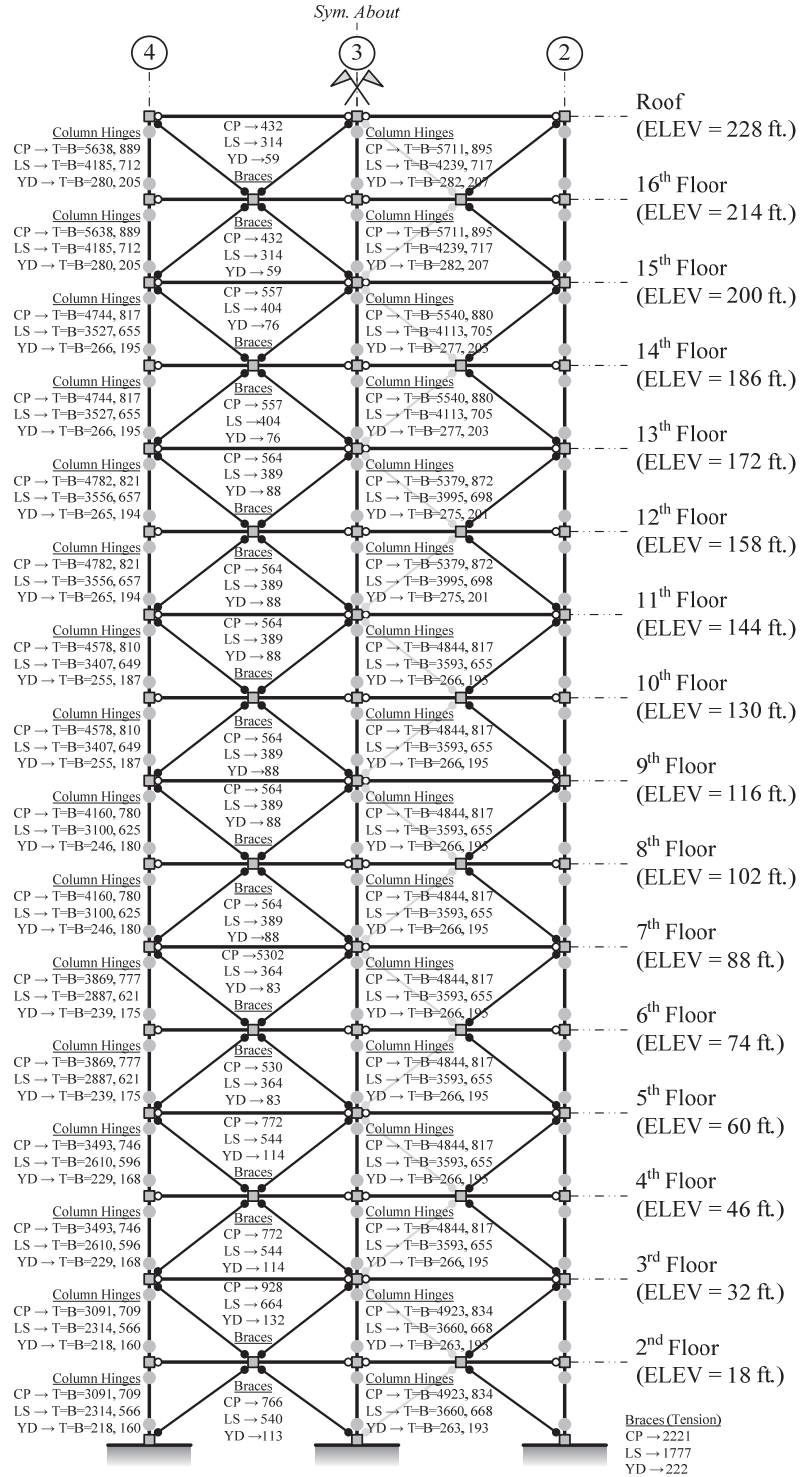 Sym. About
4
3
2
Roof
(ELEV = 228 ft.)
Column Hinges
CP → T=B=5638, 889
LS → T=B=4185, 712
YD → T=B=280, 205
CP → 432
LS → 314
YD →59
Braces
Column Hinges
CP → T=B=5711, 895
LS → T=B=4239, 717
YD → T=B=282, 207
16th Floor
(ELEV = 214 ft.)
Column Hinges
CP → T=B=5638, 889
LS → T=B=4185, 712
YD → T=B=280, 205
Braces
CP → 432
LS → 314
YD → 59
Column Hinges
CP → T=B=5711, 895
LS → T=B=4239, 717
YD → T=B=282, 207
15th Floor
(ELEV = 200 ft.)
Column Hinges
CP → T=B=4744, 817
LS → T=B=3527, 655
YD → T=B=266, 195
CP → 557
LS → 404
YD →76
Braces
Column Hinges
CP → T=B=5540, 880
LS → T=B=4113, 705
YD → T=B=277, 203
14th Floor
(ELEV = 186 ft.)
Column Hinges
CP → T=B=4744, 817
LS → T=B=3527, 655
YD → T=B=266, 195
Braces
CP → 557
LS →404
YD → 76
Column Hinges
CP → T=B=5540, 880
LS → T=B=4113, 705
YD → T=B=277, 203
13th Floor
(ELEV = 172 ft.)
Column Hinges
CP → T=B=4782, 821
LS → T=B=3556, 657
YD → T=B=265, 194
CP → 564
LS → 389
YD → 88
Braces
Column Hinges
CP → T=B=5379, 872
LS → T=B=3995, 698
YD → T=B=275, 201
12th Floor
(ELEV = 158 ft.)
Column Hinges
CP → T=B=4782, 821
LS → T=B=3556, 657
YD → T=B=265, 194
Braces
CP → 564
LS → 389
YD → 88
Column Hinges
CP → T=B=5379, 872
LS → T=B=3995, 698
YD → T=B=275, 201
11th Floor
(ELEV = 144 ft.)
Column Hinges
CP → T=B=4578, 810
LS → T=B=3407, 649
YD → T=B=255, 187
CP → 564
LS → 389
YD → 88
Braces
Column Hinges
CP → T=B=4844, 817
LS → T=B=3593, 655
YD → T=B=266, 195
10th Floor
(ELEV = 130 ft.)
Column Hinges
CP → T=B=4578, 810
LS → T=B=3407, 649
YD → T=B=255, 187
Braces
CP → 564
LS → 389
YD →88
Column Hinges
CP → T=B=4844, 817
LS → T=B=3593, 655
YD → T=B=266, 195
9th Floor
(ELEV = 116 ft.)
Column Hinges
CP → T=B=4160, 780
LS → T=B=3100, 625
YD → T=B=246, 180
CP → 564
LS → 389
YD → 88
Braces
Column Hinges
CP → T=B=4844, 817
LS → T=B=3593, 655
YD → T=B=266, 195
8th Floor
(ELEV = 102 ft.)
Column Hinges
CP → T=B=4160, 780
LS → T=B=3100, 625
YD → T=B=246, 180
Braces
CP → 564
LS → 389
YD →88
Column Hinges
CP → T=B=4844, 817
LS → T=B=3593, 655
YD → T=B=266, 195
7th Floor
(ELEV = 88 ft.)
Column Hinges
CP → T=B=3869, 777
LS → T=B=2887, 621
YD → T=B=239, 175
CP →5302
LS → 364
YD → 83
Braces
Column Hinges
CP → T=B=4844, 817
LS → T=B=3593, 655
YD → T=B=266, 195
6th Floor
(ELEV = 74 ft.)
Column Hinges
CP → T=B=3869, 777
LS → T=B=2887, 621
YD → T=B=239, 175
Braces
CP → 530
LS → 364
YD → 83
Column Hinges
CP → T=B=4844, 817
LS → T=B=3593, 655
YD → T=B=266, 195
5th Floor
(ELEV = 60 ft.)
Column Hinges
CP → T=B=3493, 746
LS → T=B=2610, 596
YD → T=B=229, 168
CP → 772
LS → 544
YD → 114
Braces
Column Hinges
CP → T=B=4844, 817
LS → T=B=3593, 655
YD → T=B=266, 195
4th Floor
(ELEV = 46 ft.)
Column Hinges
CP → T=B=3493, 746
LS → T=B=2610, 596
YD → T=B=229, 168
Braces
CP → 772
LS → 544
YD → 114
Column Hinges
CP → T=B=4844, 817
LS → T=B=3593, 655
YD → T=B=266, 195
3rd Floor
(ELEV = 32 ft.)
Column Hinges
CP → T=B=3091, 709
LS → T=B=2314, 566
YD → T=B=218, 160
CP → 928
LS → 664
YD → 132
Braces
Column Hinges
CP → T=B=4923, 834
LS → T=B=3660, 668
YD → T=B=263, 193
2nd Floor
(ELEV = 18 ft.)
Column Hinges
CP → T=B=3091, 709
LS → T=B=2314, 566
YD → T=B=218, 160
Braces
CP → 766
LS → 540
YD →113
Column Hinges
CP → T=B=4923, 834
LS → T=B=3660, 668
YD → T=B=263, 193
Braces (Tension)
CP → 2221
LS → 1777
YD → 222